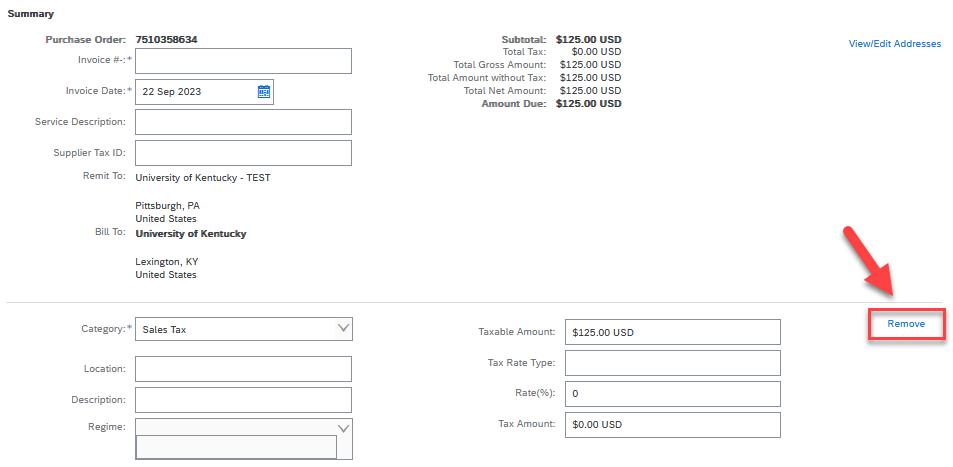 Summary
Purchase Order: 7510358634
Invoice #-:*
Invoice Date:* 22 Sep 2023
Service Description:
Supplier Tax ID:
Remit To: University of Kentucky - TEST
Pittsburgh, PA
United States
Bill To: University of Kentucky
Lexington, KY
United States
Subtotal: $125.00 USD
Total Tax: $0.00 USD
Total Gross Amount: $125.00 USD
Total Amount without Tax: $125.00 USD
Total Net Amount: $125.00 USD
Amount Due: $125.00 USD
View/Edit Addresses
Category:* Sales Tax
Location:
Description:
Regime:
Taxable Amount: $125.00 USD
Tax Rate Type:
Rate(%): 0
Tax Amount: $0.00 USD
Remove